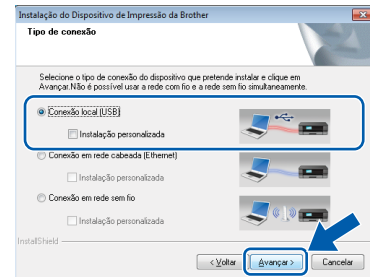 Instalação do Dispositivo de Impressão da Brother
Tipo de conexão
Selecione o tipo de conexão do dispositivo que pretende instalar e clique em
Avançar.Não é possível usar a rede com fio e a rede sem fio simultaneamente.
Conexão local (USB)
Instalação personalizada
Conexão em rede cabeada (Ethernet)
Instalação personalizada
Conexão em rede sem fio
Instalação personalizada
InstallShield
< Voltar Avançar > Cancelar